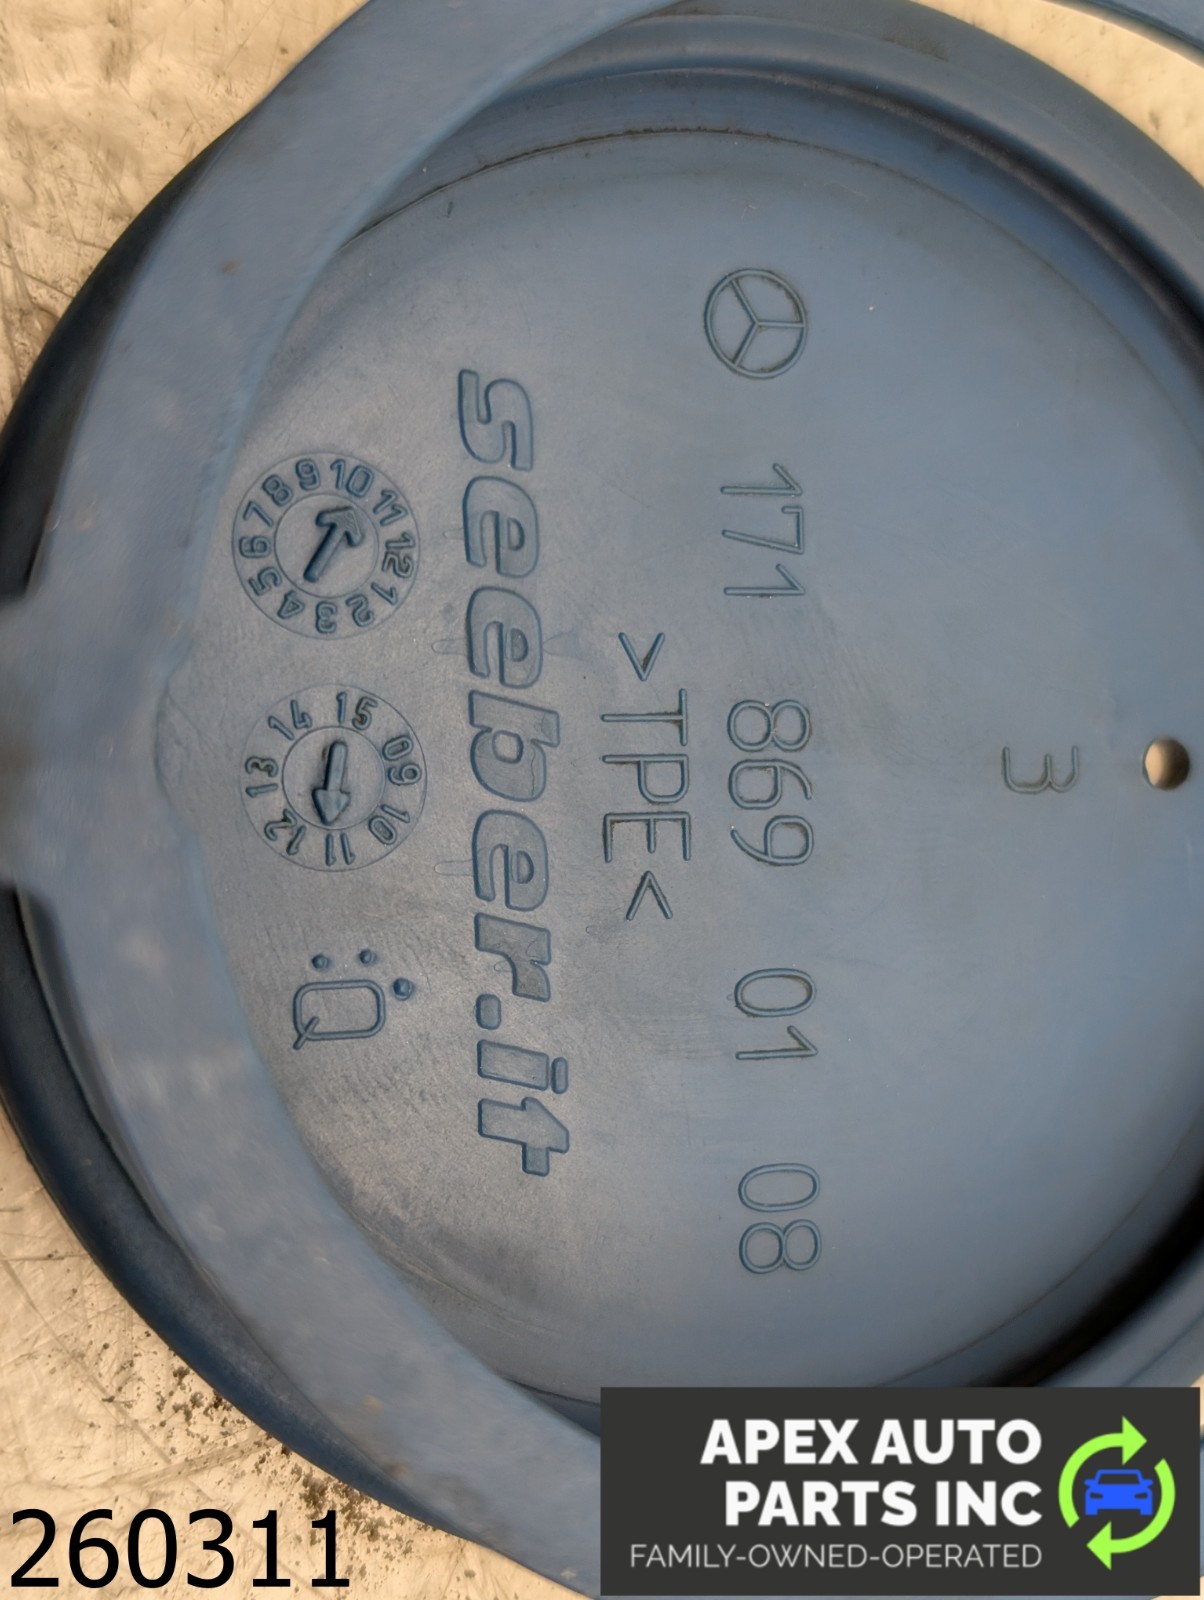 171 869 01 08
3
>TPE<
seeber.it
1 2 3 4 5 6 7 8 9 10 11 12
09 10 11 12 13 14 15
Q
260311
APEX AUTO
PARTS INC
FAMILY-OWNED-OPERATED